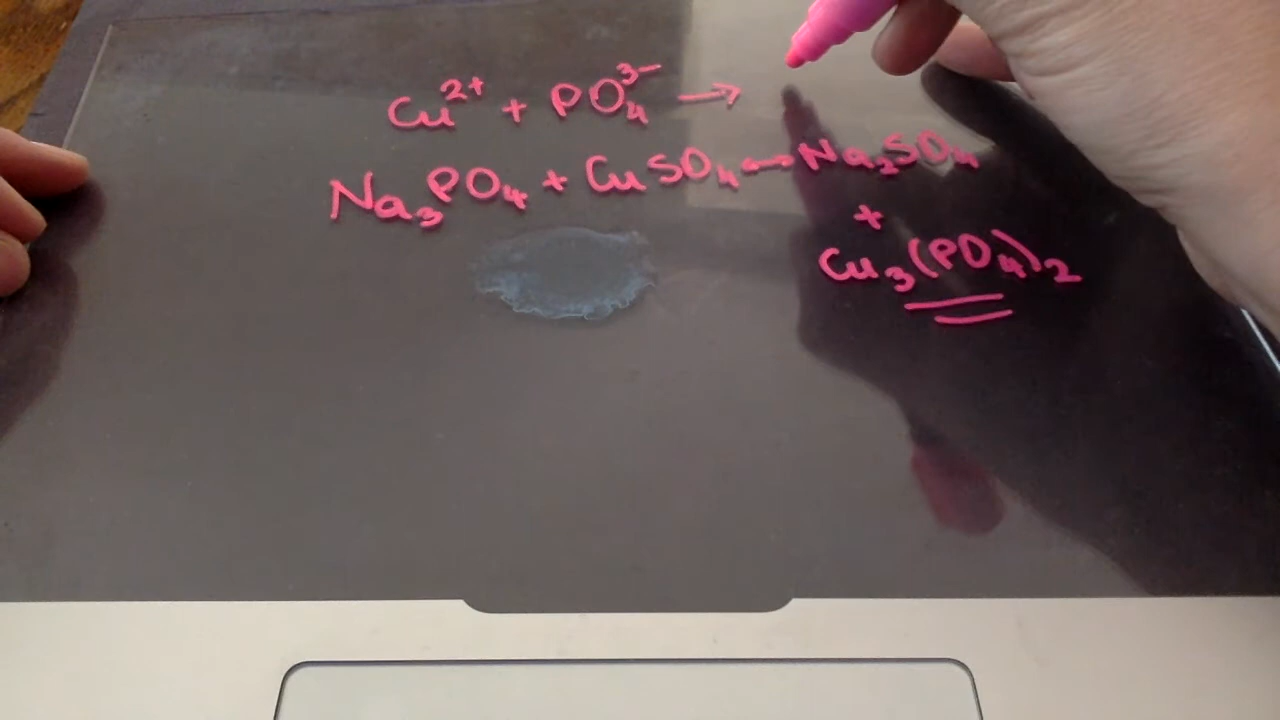 Cu²⁺ + PO₄³⁻ →
Na₃PO₄ + CuSO₄ → Na₂SO₄
+
Cu₃(PO₄)₂